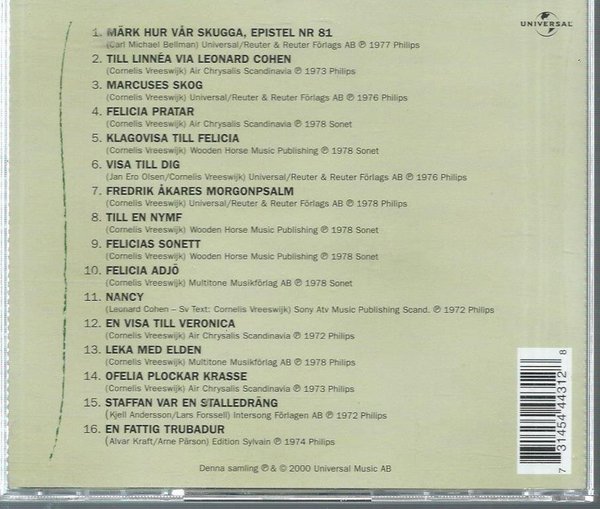 UNIVERSAL
1. MÄRK HUR VÅR SKUGGA, EPISTEL NR 81
(Carl Michael Bellman) Universal/Reuter & Reuter Förlags AB ℗ 1977 Philips
2. TILL LINNÉA VIA LEONARD COHEN
(Cornelis Vreeswijk) Air Chrysalis Scandinavia ℗ 1973 Philips
3. MARCUSES SKOG
(Cornelis Vreeswijk) Universal/Reuter & Reuter Förlags AB ℗ 1976 Philips
4. FELICIA PRATAR
(Cornelis Vreeswijk) Air Chrysalis Scandinavia ℗ 1978 Sonet
5. KLAGOVISA TILL FELICIA
(Cornelis Vreeswijk) Wooden Horse Music Publishing ℗ 1978 Sonet
6. VISA TILL DIG
(Jan Ero Olsen/Cornelis Vreeswijk) Universal/Reuter & Reuter Förlags AB ℗ 1976 Philips
7. FREDRIK ÅKARES MORGONPSALM
(Cornelis Vreeswijk) Universal/Reuter & Reuter Förlags AB ℗ 1978 Philips
8. TILL EN NYMF
(Cornelis Vreeswijk) Wooden Horse Music Publishing ℗ 1978 Sonet
9. FELICIAS SONETT
(Cornelis Vreeswijk) Wooden Horse Music Publishing ℗ 1978 Sonet
10. FELICIA ADJÖ
(Cornelis Vreeswijk) Multitone Musikförlag AB ℗ 1978 Sonet
11. NANCY
(Leonard Cohen – Sv Text: Cornelis Vreeswijk) Sony Atv Music Publishing Scand. ℗ 1972 Philips
12. EN VISA TILL VERONICA
(Cornelis Vreeswijk) Air Chrysalis Scandinavia ℗ 1972 Philips
13. LEKA MED ELDEN
(Cornelis Vreeswijk) Multitone Musikförlag AB ℗ 1978 Philips
14. OFELIA PLOCKAR KRASSE
(Cornelis Vreeswijk) Air Chrysalis Scandinavia ℗ 1973 Philips
15. STAFFAN VAR EN STALLEDRÄNG
(Kjell Andersson/Lars Forssell) Intersong Förlagen AB ℗ 1972 Philips
16. EN FATTIG TRUBADUR
(Alvar Kraft/Arne Pärson) Edition Sylvain ℗ 1974 Philips
Denna samling ℗ & © 2000 Universal Music AB
7 31454 44312 8